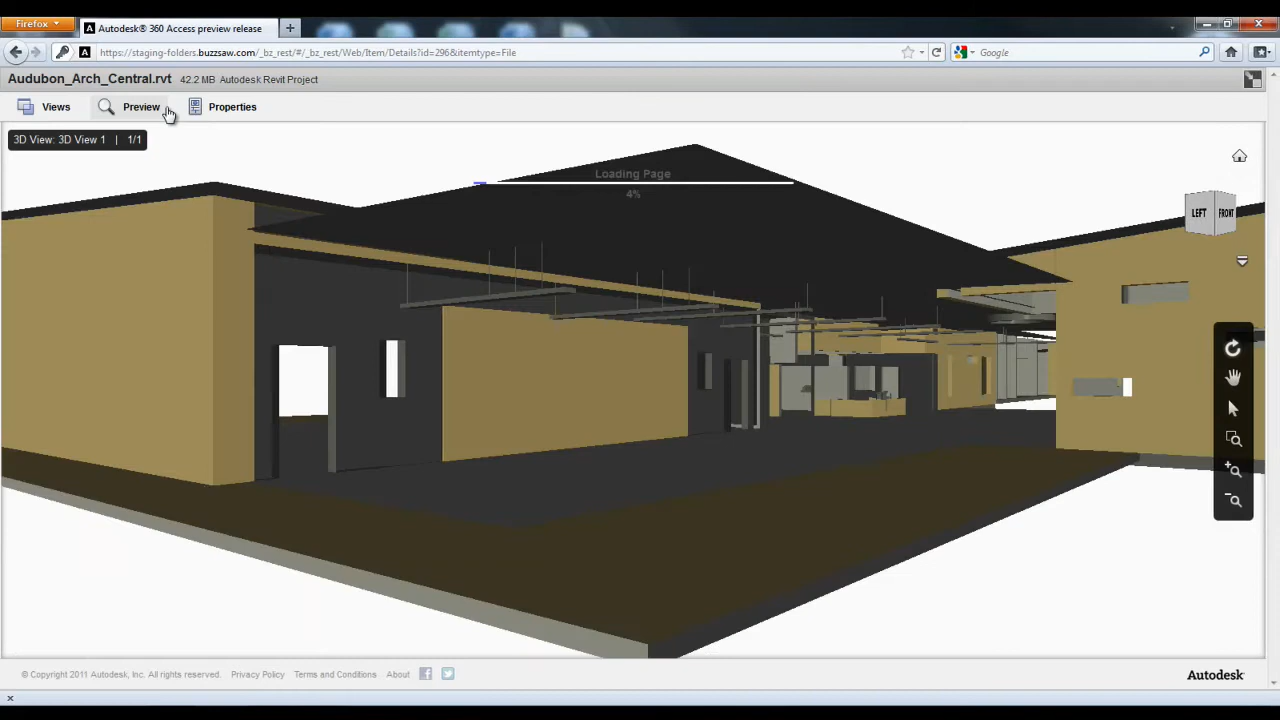 Firefox
Autodesk® 360 Access preview release
https://staging-folders.buzzsaw.com/_bz_rest/#/_bz_rest/Web/Item/Details?id=296&itemtype=File
Google
Audubon_Arch_Central.rvt 42.2 MB Autodesk Revit Project
Views Preview Properties
3D View: 3D View 1 | 1/1
Loading Page
4%
LEFT FRONT
© Copyright 2011 Autodesk, Inc. All rights reserved. Privacy Policy Terms and Conditions About
Autodesk